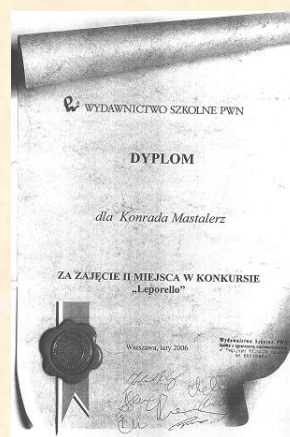 WYDAWNICTWO SZKOLNE PWN
DYPLOM
dla Konrada Mastalerz
ZA ZAJĘCIE II MIEJSCA W KONKURSIE
„Leporello”
Warszawa, luty 2006
Wydawnictwo Szkolne PWN